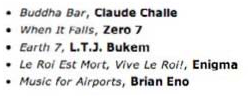 • Buddha Bar, Claude Challe
• When It Falls, Zero 7
• Earth 7, L.T.J. Bukem
• Le Roi Est Mort, Vive Le Roi!, Enigma
• Music for Airports, Brian Eno